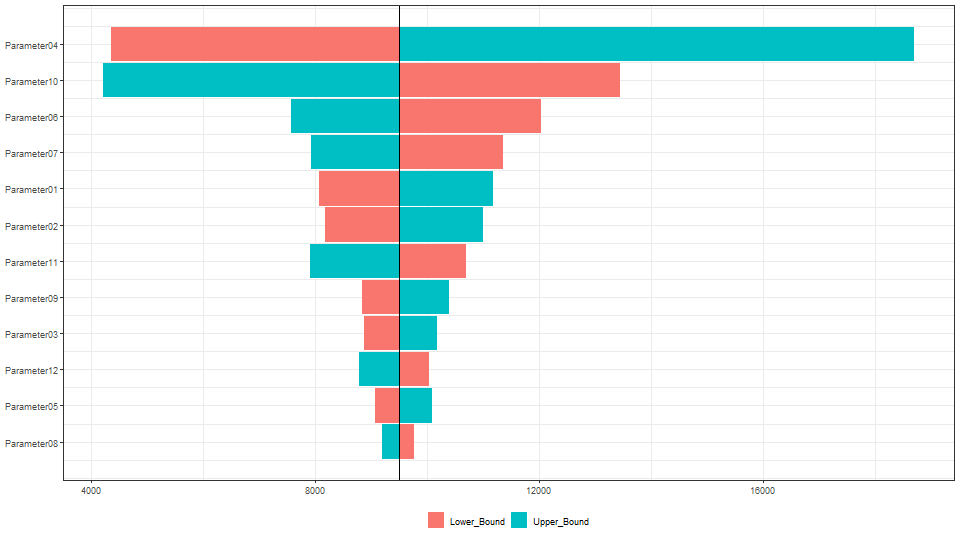 Parameter04
Parameter10
Parameter06
Parameter07
Parameter01
Parameter02
Parameter11
Parameter09
Parameter03
Parameter12
Parameter05
Parameter08
4000 8000 12000 16000
Lower_Bound Upper_Bound